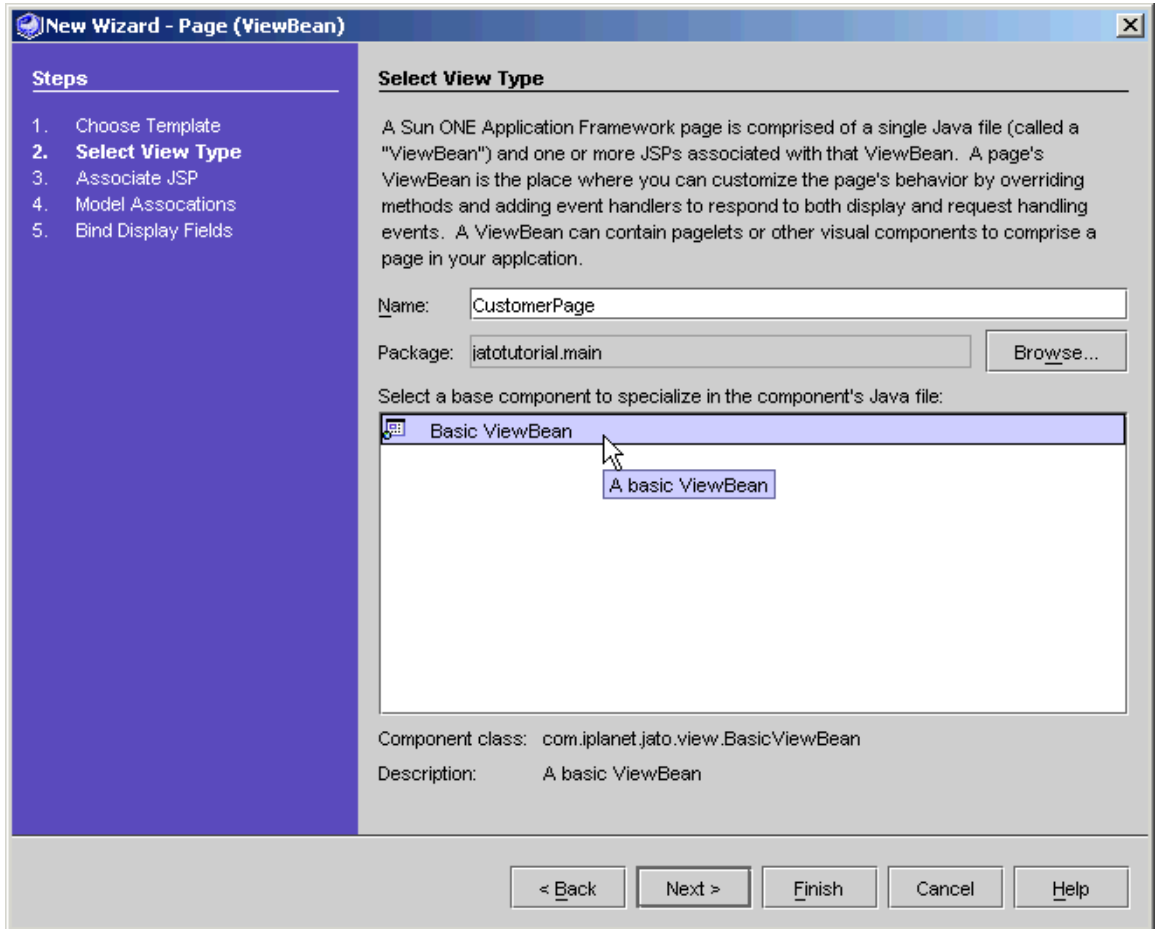 New Wizard - Page (ViewBean)
Steps
1. Choose Template
2. Select View Type
3. Associate JSP
4. Model Assocations
5. Bind Display Fields
Select View Type
A Sun ONE Application Framework page is comprised of a single Java file (called a
"ViewBean") and one or more JSPs associated with that ViewBean. A page's
ViewBean is the place where you can customize the page's behavior by overriding
methods and adding event handlers to respond to both display and request handling
events. A ViewBean can contain pagelets or other visual components to comprise a
page in your applcation.
Name: CustomerPage
Package: jatotutorial.main Browse...
Select a base component to specialize in the component's Java file:
Basic ViewBean
A basic ViewBean
Component class: com.iplanet.jato.view.BasicViewBean
Description: A basic ViewBean
< Back Next > Finish Cancel Help